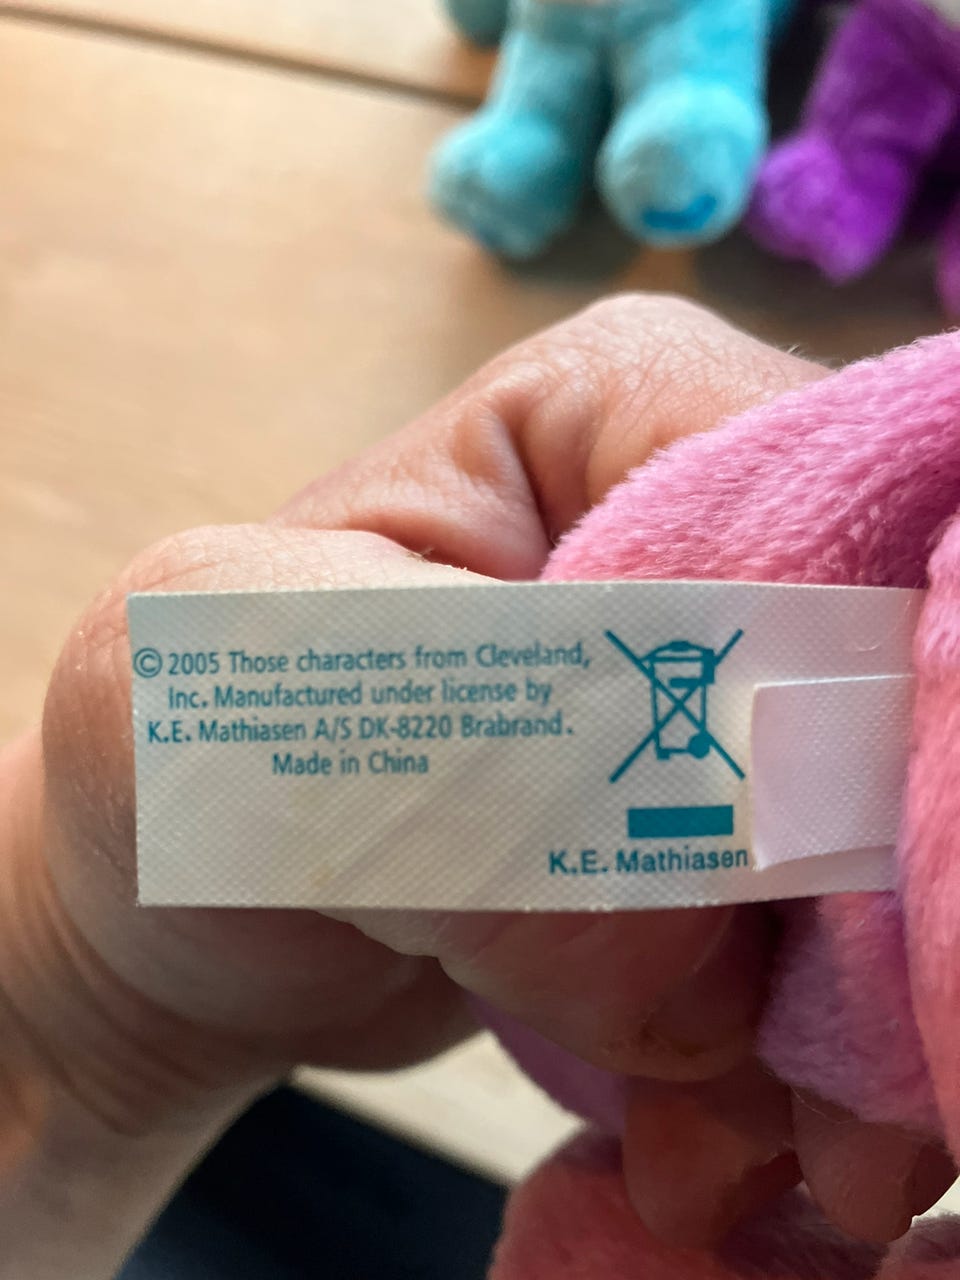 © 2005 Those characters from Cleveland,
Inc. Manufactured under license by
K.E. Mathiasen A/S DK-8220 Brabrand.
Made in China
K.E. Mathiasen